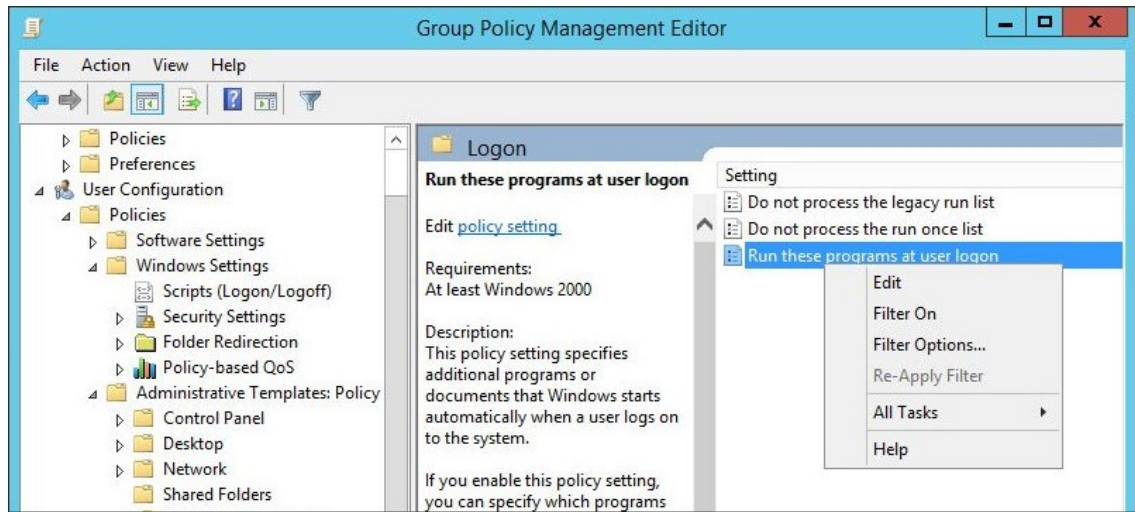 Group Policy Management Editor
File Action View Help
Policies
Preferences
User Configuration
Policies
Software Settings
Windows Settings
Scripts (Logon/Logoff)
Security Settings
Folder Redirection
Policy-based QoS
Administrative Templates: Policy
Control Panel
Desktop
Network
Shared Folders
Logon
Run these programs at user logon
Edit policy setting
Requirements:
At least Windows 2000
Description:
This policy setting specifies
additional programs or
documents that Windows starts
automatically when a user logs on
to the system.
If you enable this policy setting,
you can specify which programs
Setting
Do not process the legacy run list
Do not process the run once list
Run these programs at user logon
Edit
Filter On
Filter Options...
Re-Apply Filter
All Tasks
Help